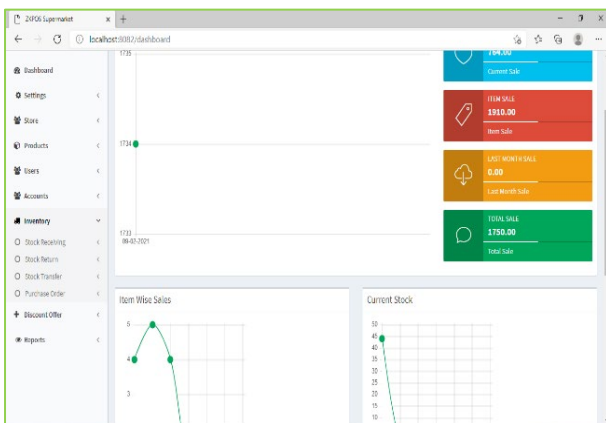 ZXPOS Supermarket
localhost:8082/dashboard
Dashboard
Settings
Store
Products
Users
Accounts
Inventory
Stock Receiving
Stock Return
Stock Transfer
Purchase Order
Discount Offer
Reports
1735
1734
1733
09-02-2021
764.00
Current Sale
ITEM SALE
1910.00
Item Sale
LAST MONTH SALE
0.00
Last Month Sale
TOTAL SALE
1750.00
Total Sale
Item Wise Sales
4
3
Current Stock
50
45
40
35
30
25
20
15
10